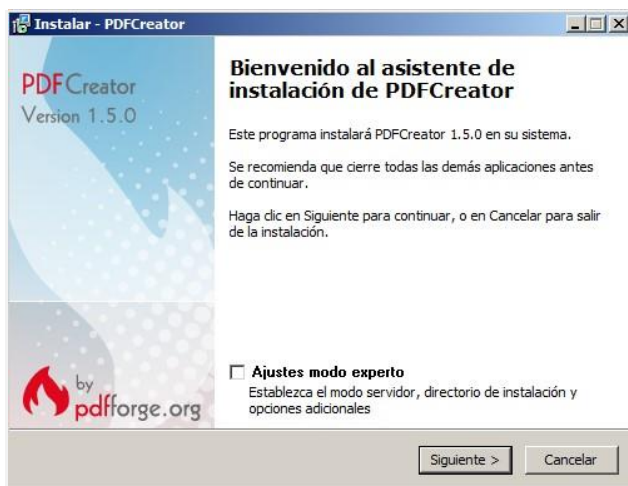 Instalar - PDFCreator
PDFCreator
Version 1.5.0
Bienvenido al asistente de
instalación de PDFCreator
Este programa instalará PDFCreator 1.5.0 en su sistema.
Se recomienda que cierre todas las demás aplicaciones antes
de continuar.
Haga clic en Siguiente para continuar, o en Cancelar para salir
de la instalación.
Ajustes modo experto
Establezca el modo servidor, directorio de instalación y
opciones adicionales
by
pdfforge.org
Siguiente >
Cancelar